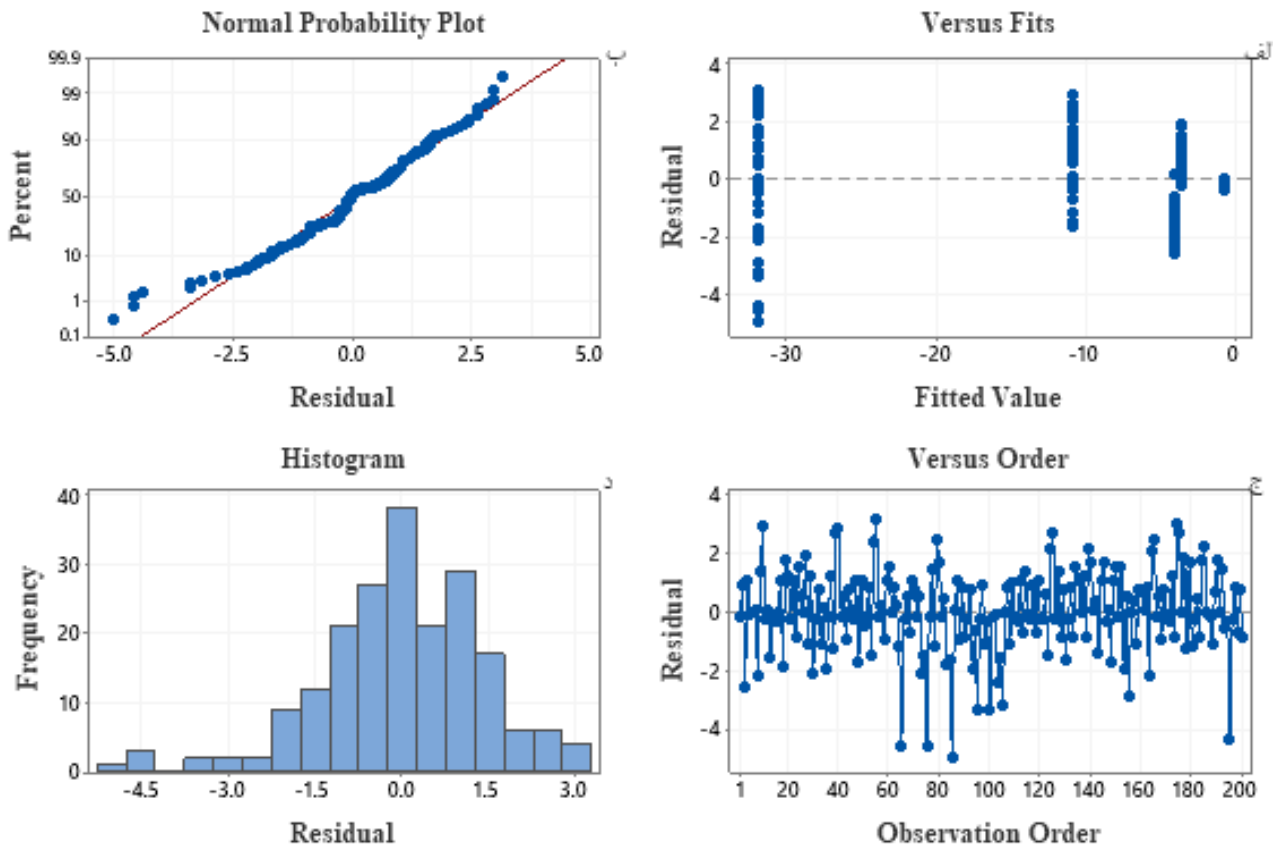 Normal Probability Plot
ب
99.9
99
90
50
10
1
0.1
Percent
-5.0 -2.5 0.0 2.5 5.0
Residual
Versus Fits
الف
4
2
0
-2
-4
Residual
-30 -20 -10 0
Fitted Value
Histogram
د
40
30
20
10
0
Frequency
-4.5 -3.0 -1.5 0.0 1.5 3.0
Residual
Versus Order
ج
4
2
0
-2
-4
Residual
1 20 40 60 80 100 120 140 160 180 200
Observation Order